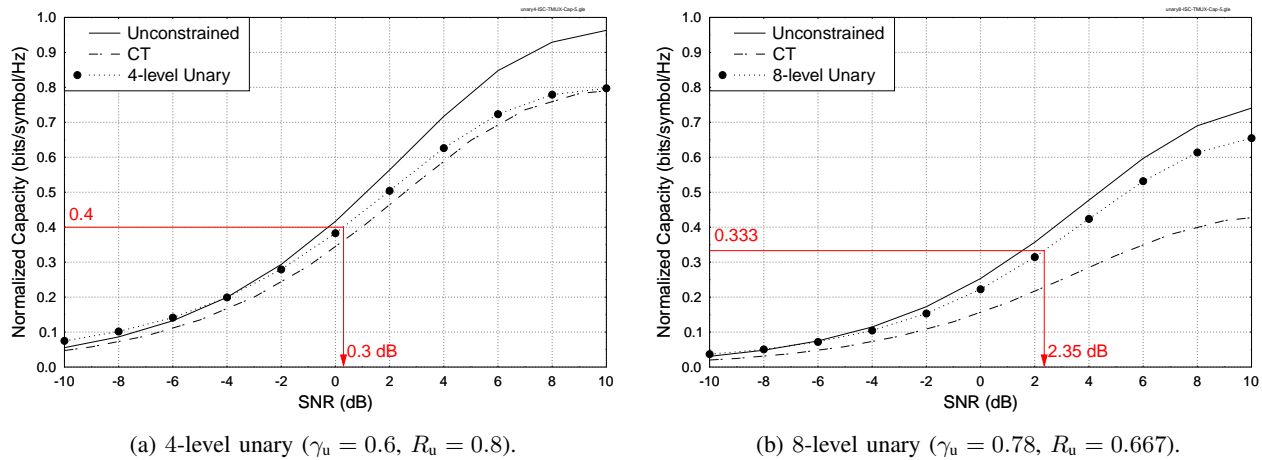 unary4-ISC-TMUX-Cap-5.gle
Unconstrained
CT
4-level Unary
1.0
0.9
0.8
0.7
0.6
0.5
0.4
0.3
0.2
0.1
0.0
Normalized Capacity (bits/symbol/Hz)
0.4
0.3 dB
-10 -8 -6 -4 -2 0 2 4 6 8 10
SNR (dB)
(a) 4-level unary (γu = 0.6, Ru = 0.8).
unary8-ISC-TMUX-Cap-5.gle
Unconstrained
CT
8-level Unary
1.0
0.9
0.8
0.7
0.6
0.5
0.4
0.3
0.2
0.1
0.0
Normalized Capacity (bits/symbol/Hz)
0.333
2.35 dB
-10 -8 -6 -4 -2 0 2 4 6 8 10
SNR (dB)
(b) 8-level unary (γu = 0.78, Ru = 0.667).